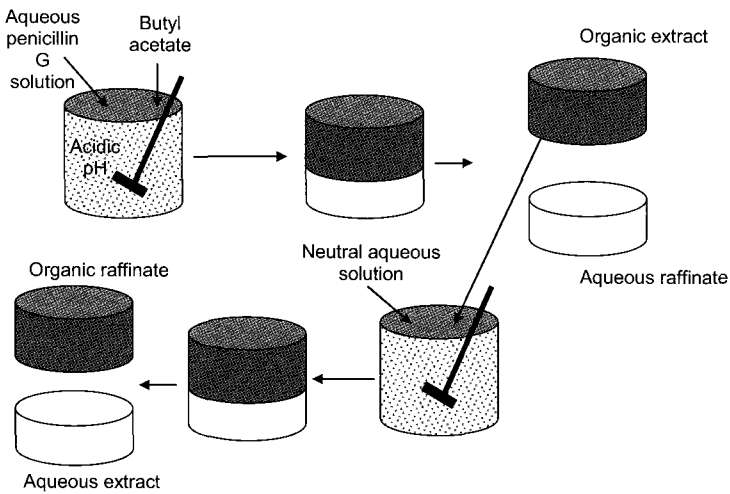 Aqueous
penicillin
G
solution
Butyl
acetate
Acidic
pH
Organic extract
Aqueous raffinate
Neutral aqueous
solution
Organic raffinate
Aqueous extract